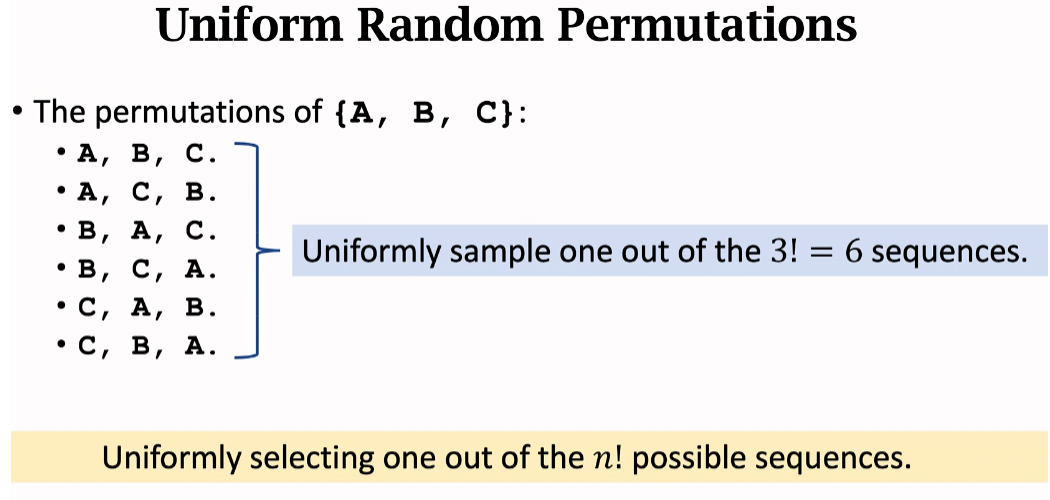 Uniform Random Permutations
• The permutations of {A, B, C}:
• A, B, C.
• A, C, B.
• B, A, C.
• B, C, A.
• C, A, B.
• C, B, A.
Uniformly sample one out of the 3! = 6 sequences.
Uniformly selecting one out of the n! possible sequences.